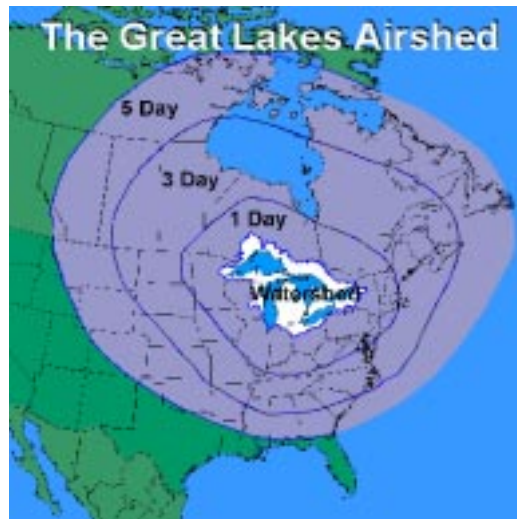 The Great Lakes Airshed
5 Day
3 Day
1 Day
Watershed